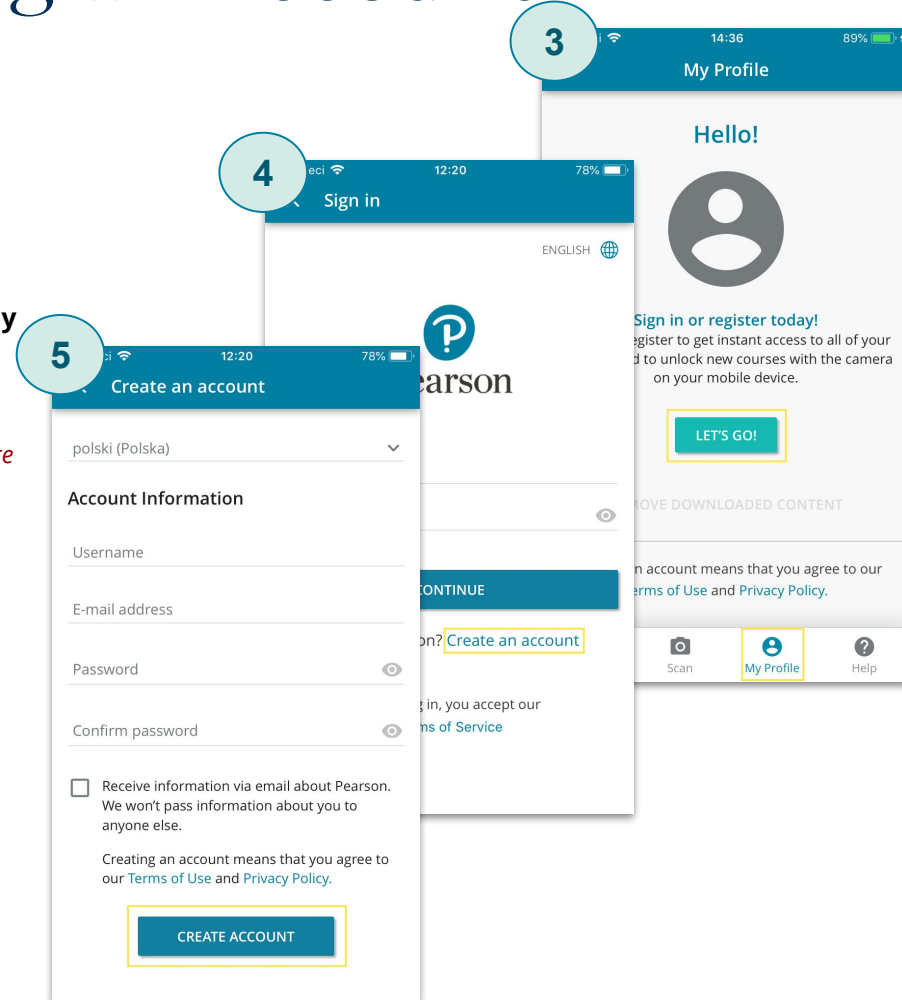 3
14:36
89%
My Profile
Hello!
Sign in or register today!
egister to get instant access to all of your
d to unlock new courses with the camera
on your mobile device.
LET'S GO!
OVE DOWNLOADED CONTENT
n account means that you agree to our
erms of Use and Privacy Policy.
Scan
My Profile
Help
4
eci
12:20
78%
Sign in
ENGLISH
earson
CONTINUE
on? Create an account
g in, you accept our
ms of Service
y
5
ci
12:20
78%
Create an account
polski (Polska)
Account Information
Username
E-mail address
Password
Confirm password
Receive information via email about Pearson.
We won't pass information about you to
anyone else.
Creating an account means that you agree to
our Terms of Use and Privacy Policy.
CREATE ACCOUNT